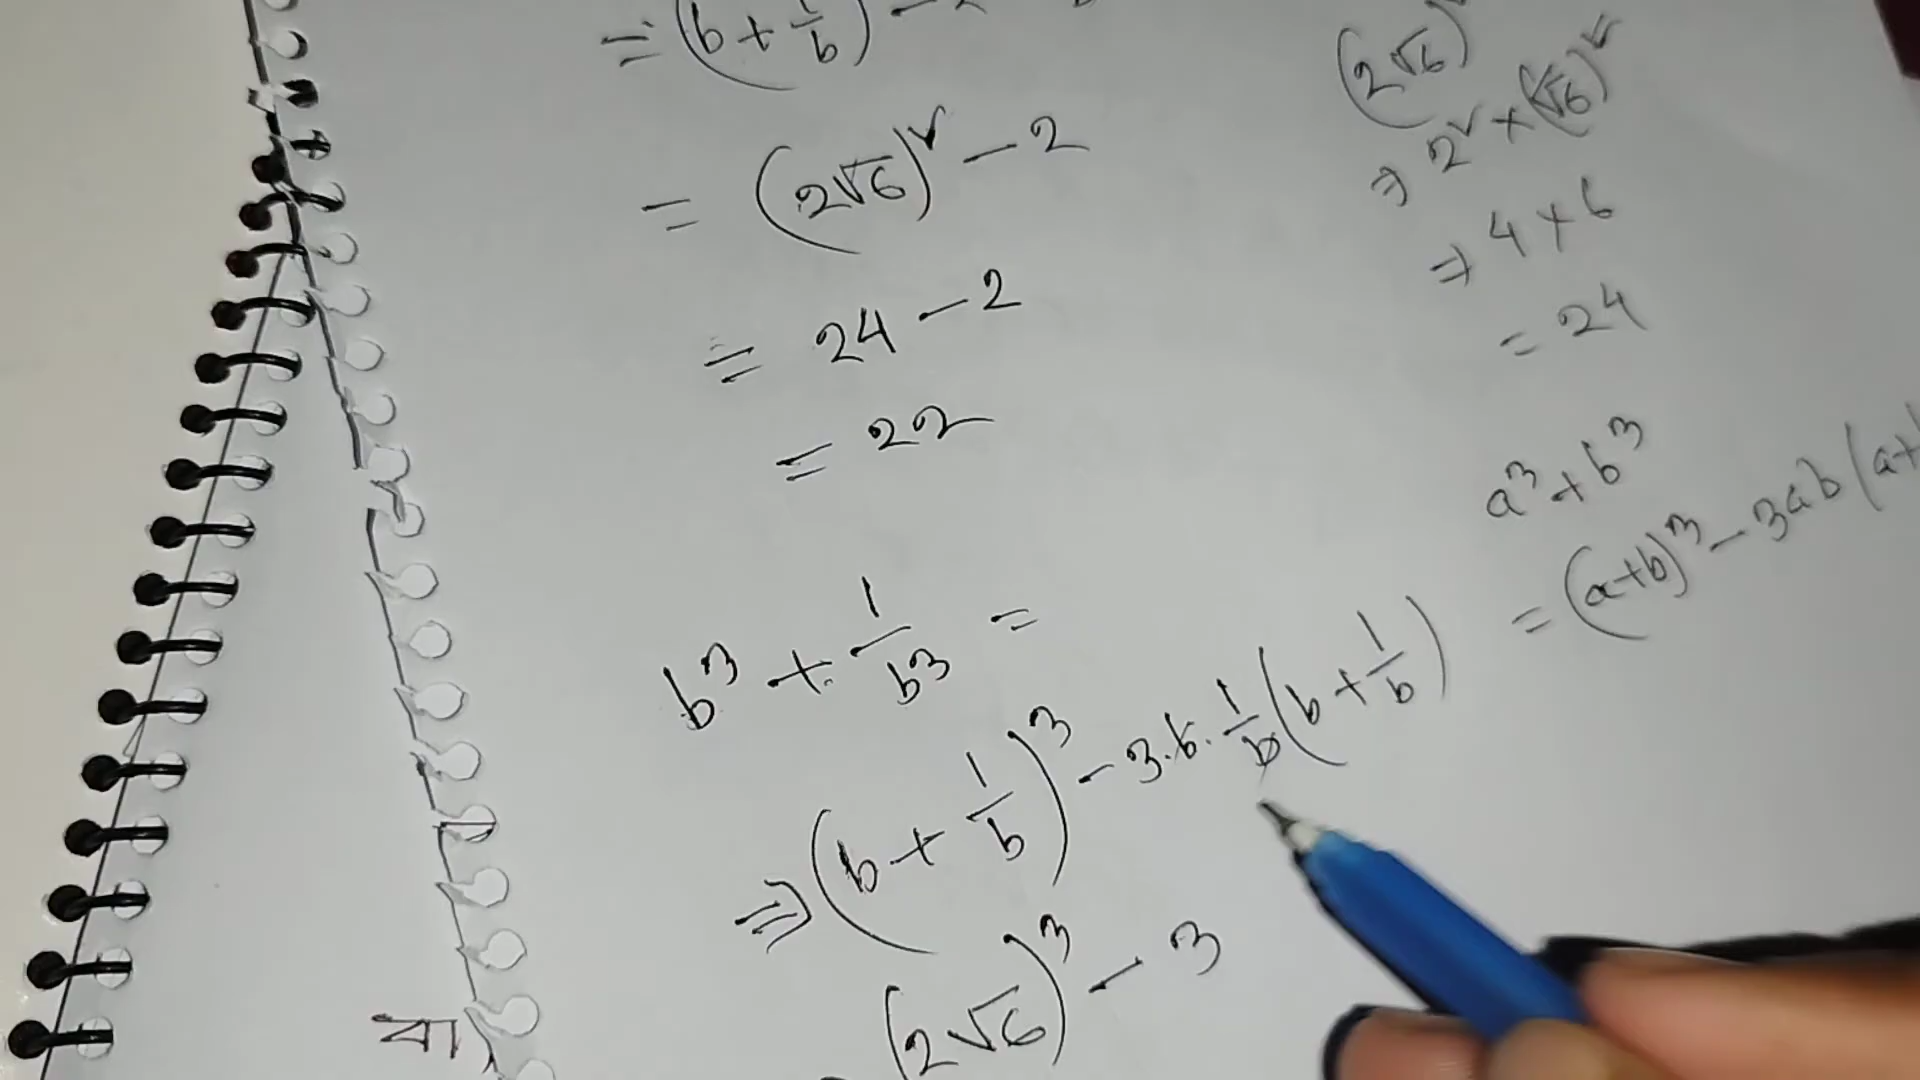 = (b + 1/b) - 2
= (2√6)² - 2
= 24 - 2
= 22
b³ + 1/b³ =
⇒ (b + 1/b)³ - 3.b.1/b(b + 1/b)
(2√6)³ - 3
বা)
(2√6)
⇒ 2² × (√6)²
⇒ 4 × 6
= 24
a³ + b³
= (a+b)³ - 3ab(a+